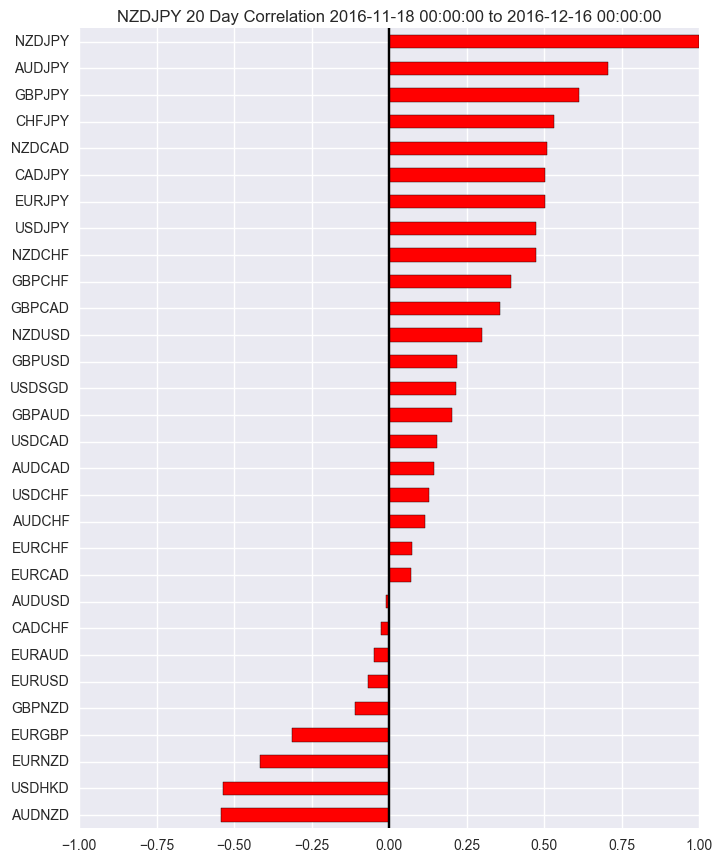 NZDJPY 20 Day Correlation 2016-11-18 00:00:00 to 2016-12-16 00:00:00
NZDJPY
AUDJPY
GBPJPY
CHFJPY
NZDCAD
CADJPY
EURJPY
USDJPY
NZDCHF
GBPCHF
GBPCAD
NZDUSD
GBPUSD
USDSGD
GBPAUD
USDCAD
AUDCAD
USDCHF
AUDCHF
EURCHF
EURCAD
AUDUSD
CADCHF
EURAUD
EURUSD
GBPNZD
EURGBP
EURNZD
USDHKD
AUDNZD
−1.00 −0.75 −0.50 −0.25 0.00 0.25 0.50 0.75 1.00